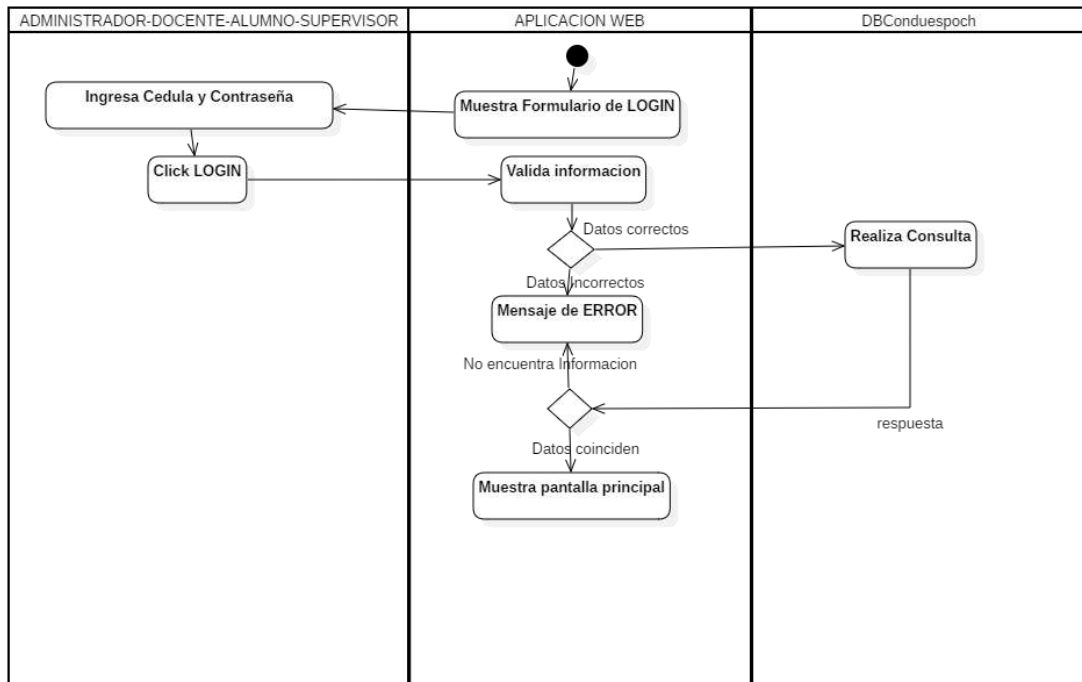 ADMINISTRADOR-DOCENTE-ALUMNO-SUPERVISOR
APLICACION WEB
DBConduespoch
Muestra Formulario de LOGIN
Ingresa Cedula y Contraseña
Click LOGIN
Valida informacion
Datos correctos
Realiza Consulta
Datos Incorrectos
Mensaje de ERROR
No encuentra Informacion
respuesta
Datos coinciden
Muestra pantalla principal